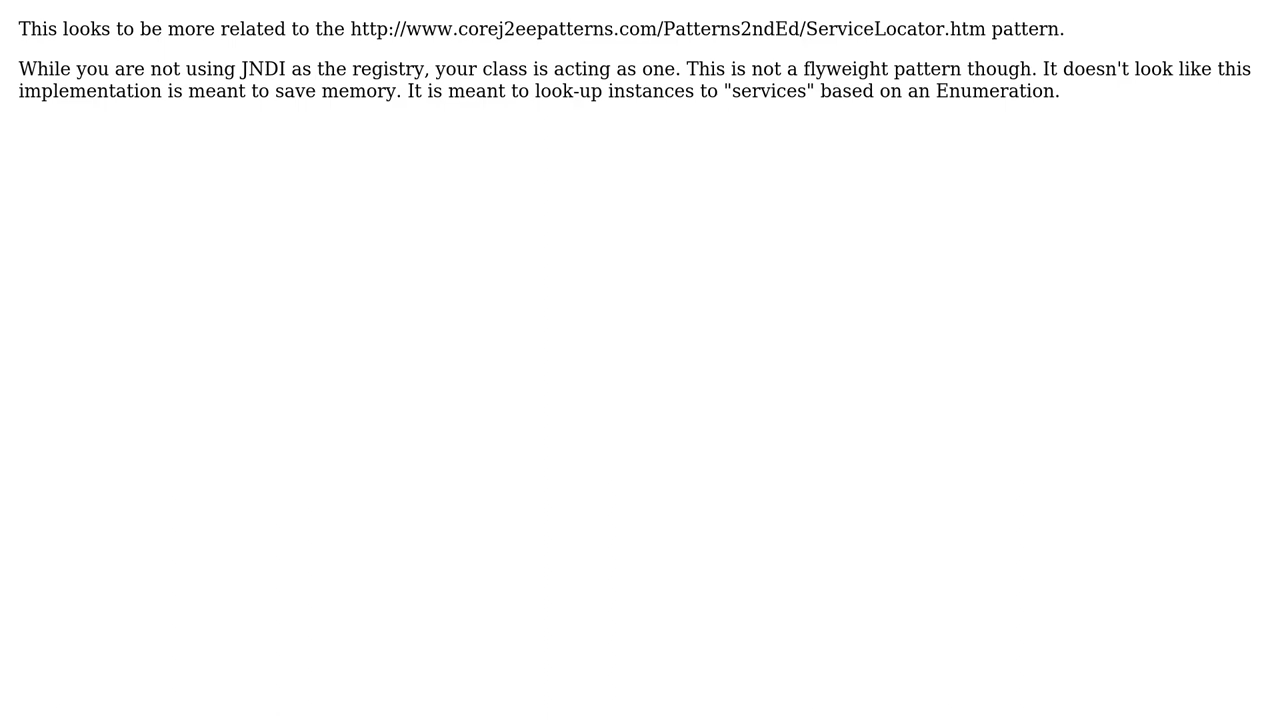 This looks to be more related to the http://www.corej2eepatterns.com/Patterns2ndEd/ServiceLocator.htm pattern.
While you are not using JNDI as the registry, your class is acting as one. This is not a flyweight pattern though. It doesn't look like this
implementation is meant to save memory. It is meant to look-up instances to "services" based on an Enumeration.